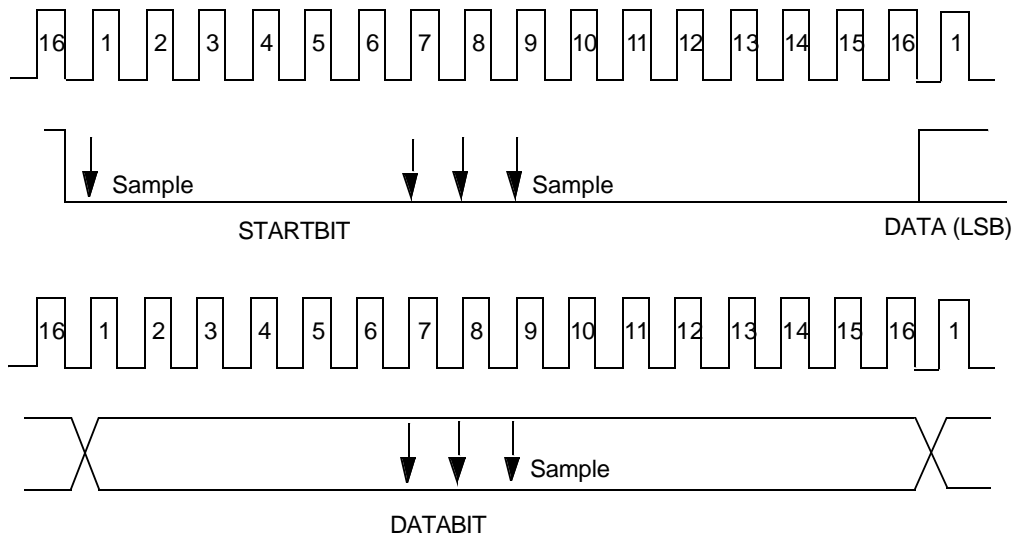 16 1 2 3 4 5 6 7 8 9 10 11 12 13 14 15 16 1
Sample Sample
STARTBIT DATA (LSB)
16 1 2 3 4 5 6 7 8 9 10 11 12 13 14 15 16 1
Sample
DATABIT